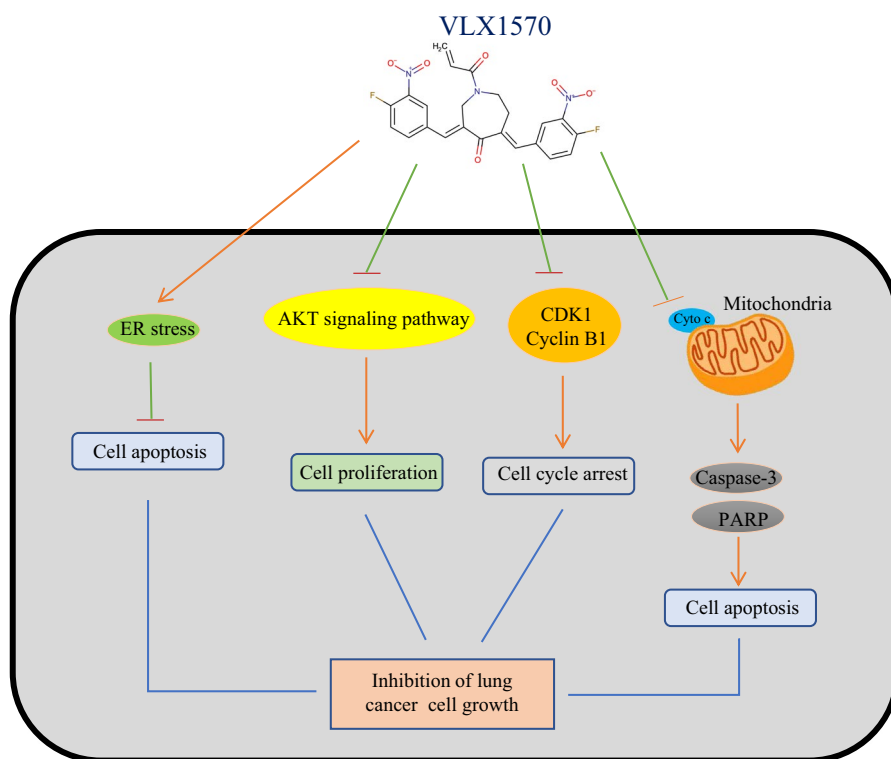 VLX1570
H₂C
O
O⁻
N⁺
O
F
N
O
N⁺
O
O⁻
F
ER stress
AKT signaling pathway
CDK1
Cyclin B1
Cyto c
Mitochondria
Cell apoptosis
Cell proliferation
Cell cycle arrest
Caspase-3
PARP
Cell apoptosis
Inhibition of lung
cancer cell growth